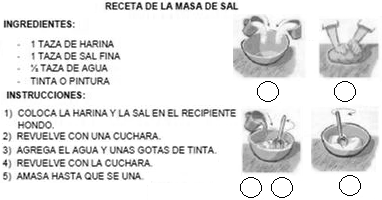 RECETA DE LA MASA DE SAL
INGREDIENTES:
- 1 TAZA DE HARINA
- 1 TAZA DE SAL FINA
- ½ TAZA DE AGUA
- TINTA O PINTURA
INSTRUCCIONES:
1) COLOCA LA HARINA Y LA SAL EN EL RECIPIENTE
HONDO.
2) REVUELVE CON UNA CUCHARA.
3) AGREGA EL AGUA Y UNAS GOTAS DE TINTA.
4) REVUELVE CON LA CUCHARA.
5) AMASA HASTA QUE SE UNA.